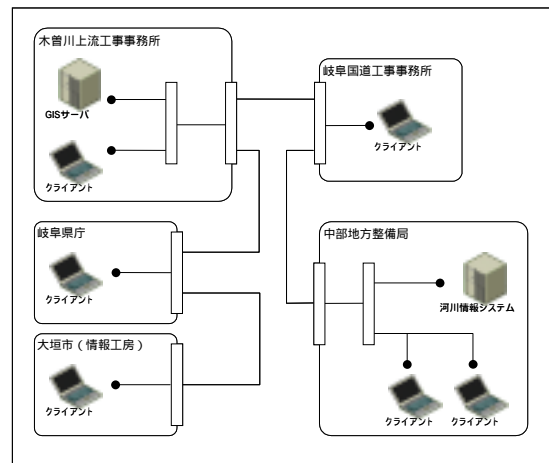 木曽川上流工事事務所
GISサーバ
クライアント
岐阜国道工事事務所
クライアント
岐阜県庁
クライアント
大垣市（情報工房）
クライアント
中部地方整備局
河川情報システム
クライアント
クライアント